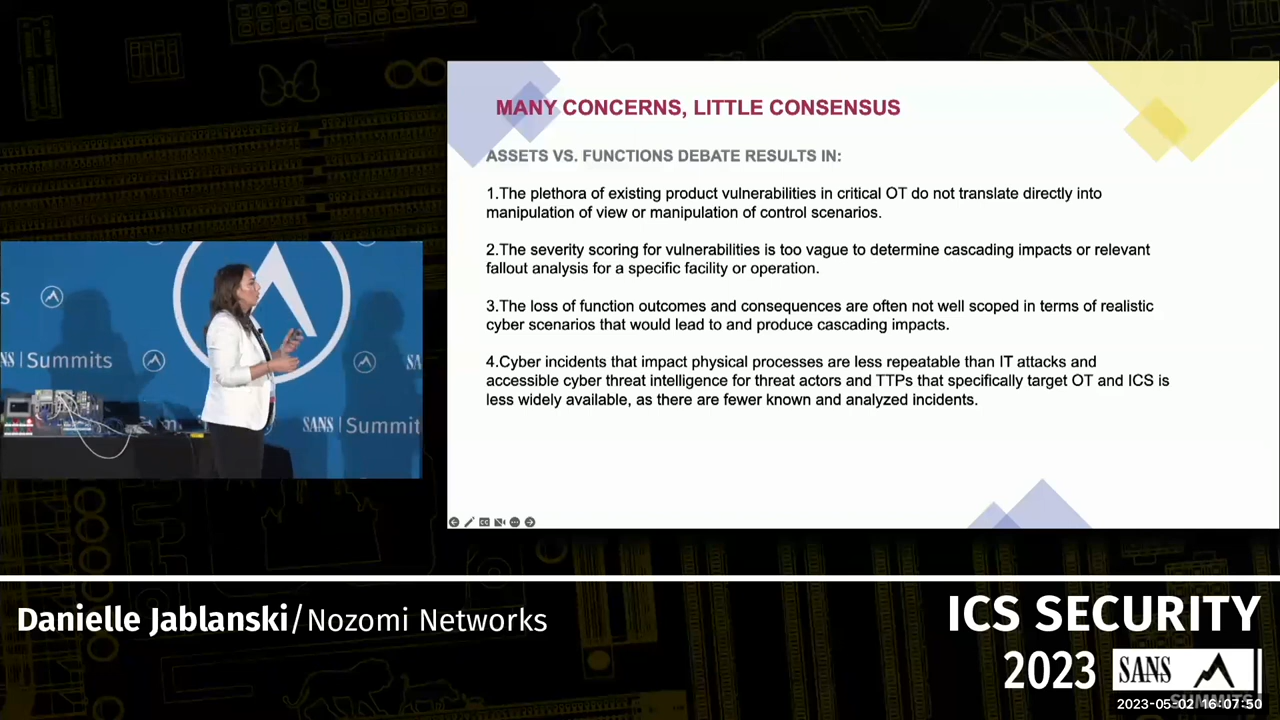 MANY CONCERNS, LITTLE CONSENSUS
ASSETS VS. FUNCTIONS DEBATE RESULTS IN:
1.The plethora of existing product vulnerabilities in critical OT do not translate directly into
manipulation of view or manipulation of control scenarios.
2.The severity scoring for vulnerabilities is too vague to determine cascading impacts or relevant
fallout analysis for a specific facility or operation.
3.The loss of function outcomes and consequences are often not well scoped in terms of realistic
cyber scenarios that would lead to and produce cascading impacts.
4.Cyber incidents that impact physical processes are less repeatable than IT attacks and
accessible cyber threat intelligence for threat actors and TTPs that specifically target OT and ICS is
less widely available, as there are fewer known and analyzed incidents.
s
NS | Summits
SA
m.
SANS | Summit
Danielle Jablanski/Nozomi Networks
ICS SECURITY
2023 SANS
SUMMITS
2023-05-02 16:07:50